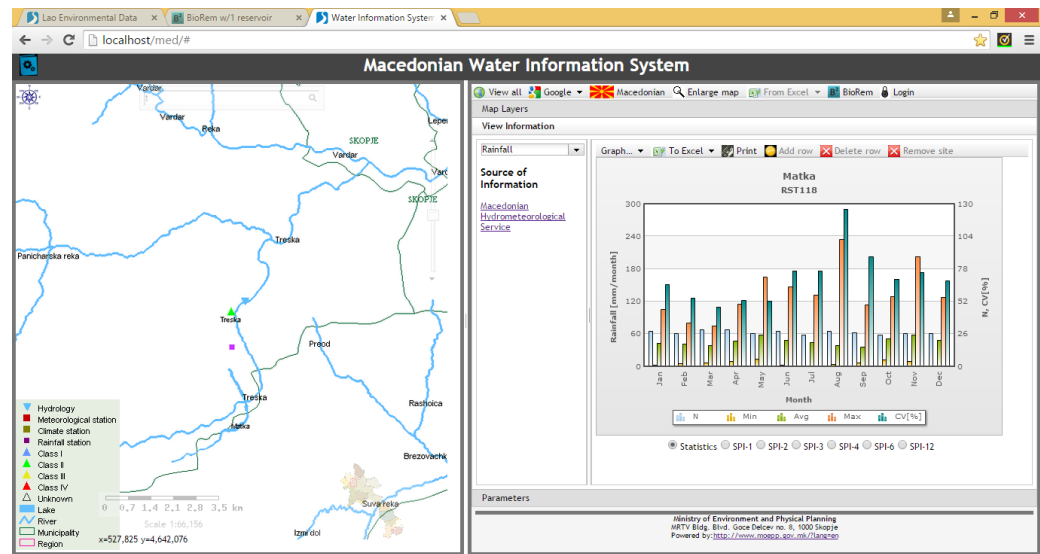 Lao Environmental Data
BioRem w/1 reservoir
Water Information System
localhost/med/#
Macedonian Water Information System
View all Google Macedonian Enlarge map From Excel BioRem Login
Map Layers
View Information
Rainfall
Graph... To Excel Print Add row Delete row Remove site
Source of
Information
Macedonian
Hydrometeorological
Service
Matka
RST118
300
240
180
120
60
0
130
104
78
52
26
0
Rainfall [mm/month]
N, CV[%]
Jan Feb Mar Apr May Jun Jul Aug Sep Oct Nov Dec
Month
N Min Avg Max CV[%]
Statistics SPI-1 SPI-2 SPI-3 SPI-4 SPI-6 SPI-12
Parameters
Ministry of Environment and Physical Planning
MRTV Bldg. Blvd. Goce Delcev no. 8, 1000 Skopje
Powered by:http://www.moepp.gov.mk/?lang=en
Vardar
Vardar
Reka
SKOPJE
Vardar
SKOPJE
Treska
Panicharska reka
Treska
Preod
Treska
Rashoica
Matka
Suva reka
Izmi dol
Hydrology
Meteorological station
Climate station
Rainfall station
Class I
Class II
Class III
Class IV
Unknown
Lake
River
Municipality
Region
0 0,7 1,4 2,1 2,8 3,5 km
Scale 1:66,156
x=527,825 y=4,642,076